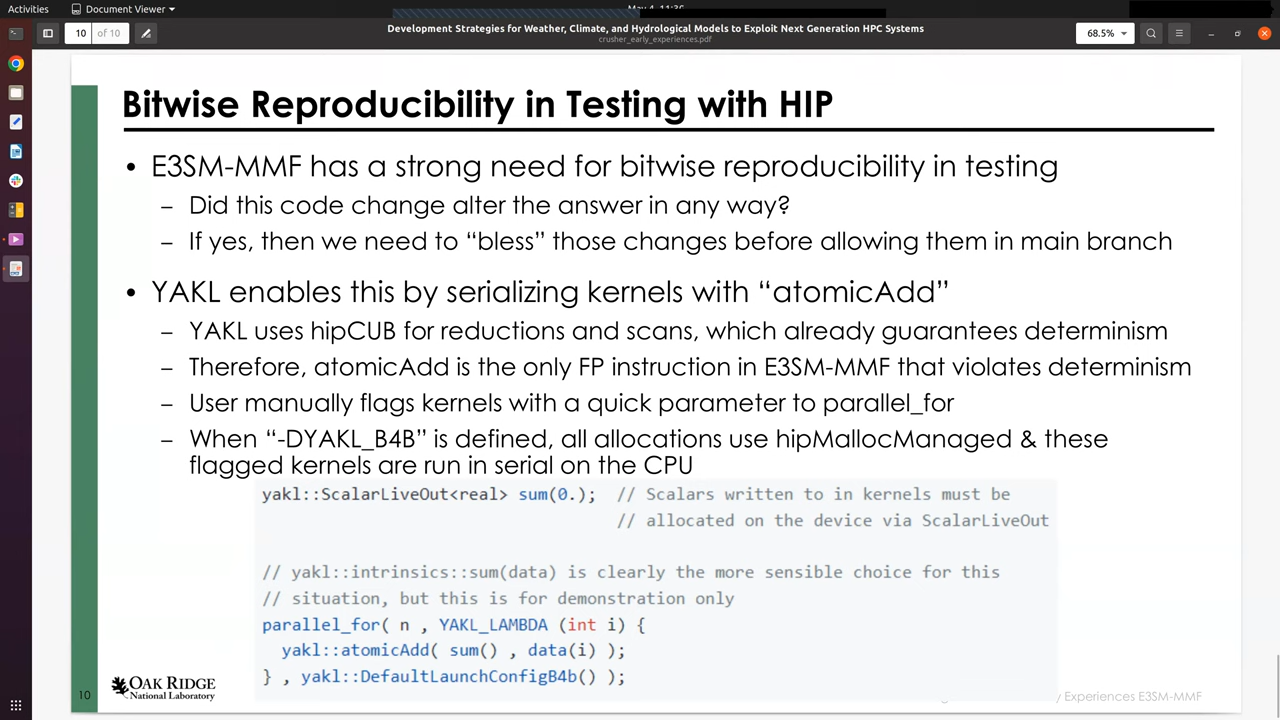 Activities
Document Viewer
May 4, 11:36
10 of 10
Development Strategies for Weather, Climate, and Hydrological Models to Exploit Next Generation HPC Systems
crusher_early_experiences.pdf
68.5%
Bitwise Reproducibility in Testing with HIP
• E3SM-MMF has a strong need for bitwise reproducibility in testing
– Did this code change alter the answer in any way?
– If yes, then we need to “bless” those changes before allowing them in main branch
• YAKL enables this by serializing kernels with “atomicAdd”
– YAKL uses hipCUB for reductions and scans, which already guarantees determinism
– Therefore, atomicAdd is the only FP instruction in E3SM-MMF that violates determinism
– User manually flags kernels with a quick parameter to parallel_for
– When “-DYAKL_B4B” is defined, all allocations use hipMallocManaged & these
flagged kernels are run in serial on the CPU
yakl::ScalarLiveOut<real> sum(0.); // Scalars written to in kernels must be
// allocated on the device via ScalarLiveOut
// yakl::intrinsics::sum(data) is clearly the more sensible choice for this
// situation, but this is for demonstration only
parallel_for( n , YAKL_LAMBDA (int i) {
yakl::atomicAdd( sum() , data(i) );
} , yakl::DefaultLaunchConfigB4b() );
10
OAK RIDGE
National Laboratory
Experiences E3SM-MMF